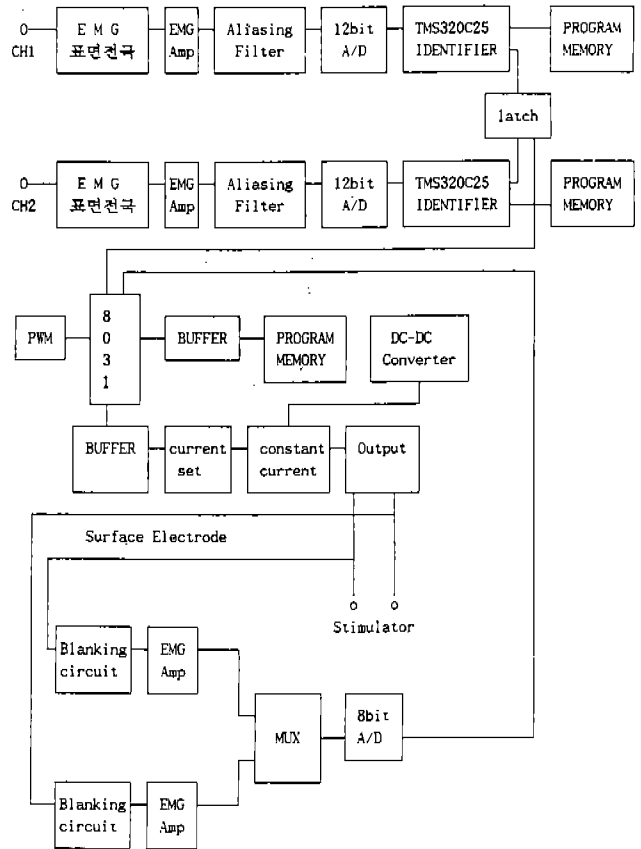 CH1
E M G
표면전극
EMG
Amp
Aliasing
Filter
12bit
A/D
TMS320C25
IDENTIFIER
PROGRAM
MEMORY
latch
CH2
E M G
표면전극
EMG
Amp
Aliasing
Filter
12bit
A/D
TMS320C25
IDENTIFIER
PROGRAM
MEMORY
PWM
8
0
3
1
BUFFER
PROGRAM
MEMORY
DC-DC
Converter
BUFFER
current
set
constant
current
Output
Surface Electrode
Stimulator
Blanking
circuit
EMG
Amp
MUX
8bit
A/D
Blanking
circuit
EMG
Amp